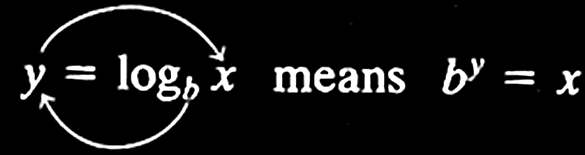 y = log_b x means b^y = x